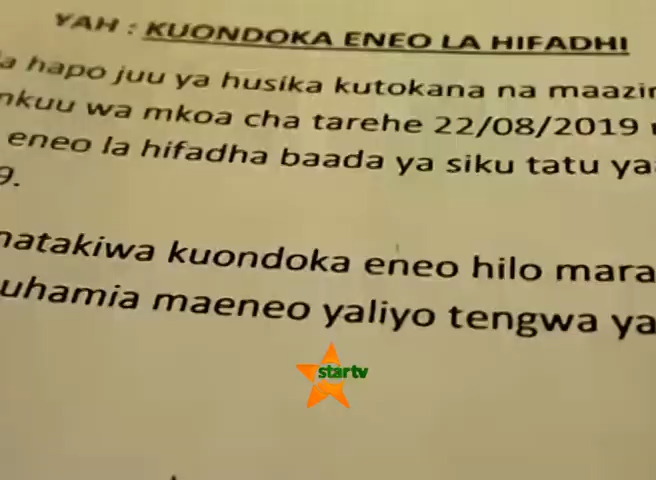 YAH : KUONDOKA ENEO LA HIFADHI
a hapo juu ya husika kutokana na maazim
nkuu wa mkoa cha tarehe 22/08/2019
eneo la hifadha baada ya siku tatu ya
9.
natakiwa kuondoka eneo hilo mara
uhamia maeneo yaliyo tengwa ya
startv